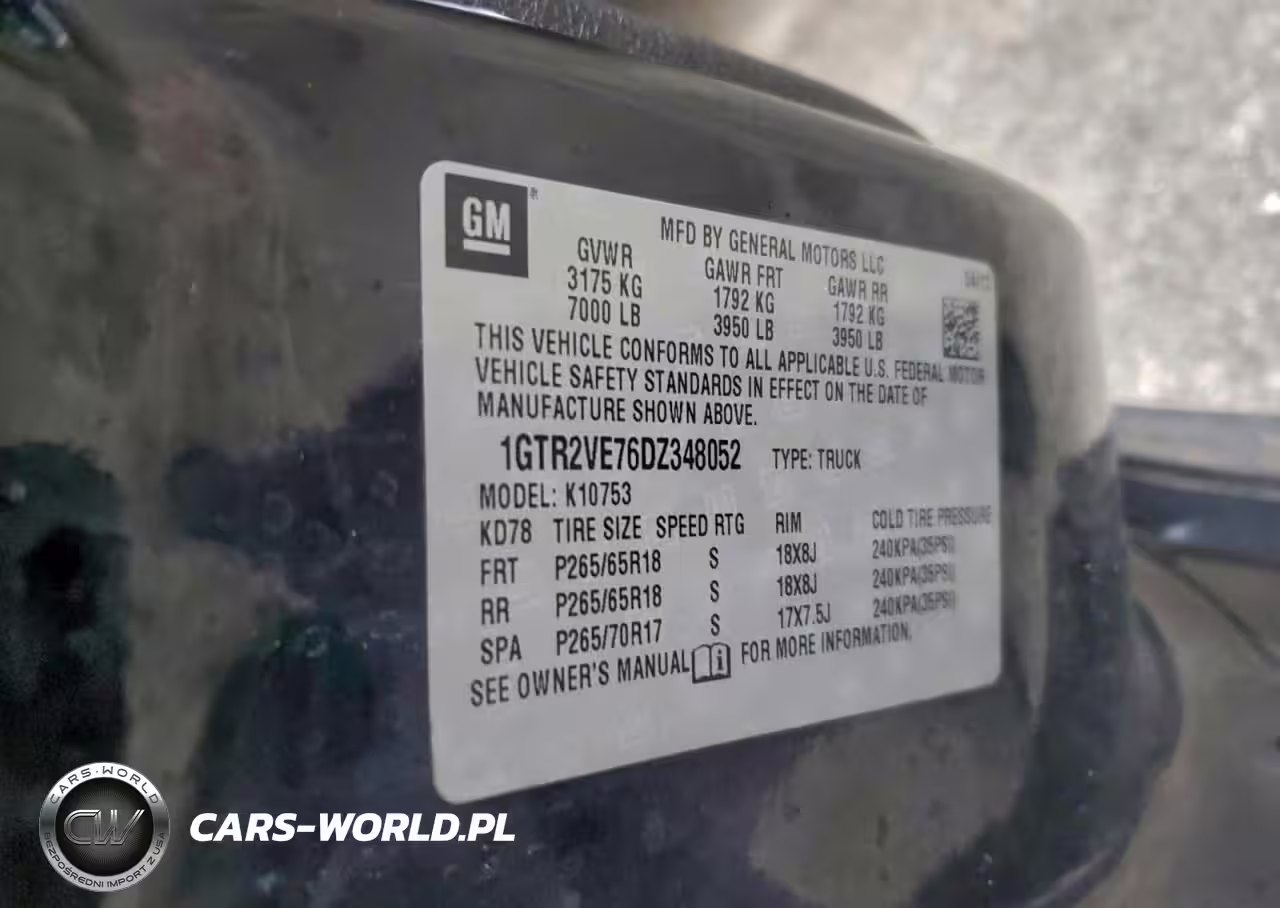 GM
MFD BY GENERAL MOTORS LLC
GVWR GAWR FRT GAWR RR
3175 KG 1792 KG 1792 KG
7000 LB 3950 LB 3950 LB
THIS VEHICLE CONFORMS TO ALL APPLICABLE U.S. FEDERAL MOTOR
VEHICLE SAFETY STANDARDS IN EFFECT ON THE DATE OF
MANUFACTURE SHOWN ABOVE.
1GTR2VE76DZ348052 TYPE: TRUCK
MODEL: K10753
KD78 TIRE SIZE SPEED RTG RIM COLD TIRE PRESSURE
FRT P265/65R18 S 18X8J 240KPA(35PSI)
RR P265/65R18 S 18X8J 240KPA(35PSI)
SPA P265/70R17 S 17X7.5J 240KPA(35PSI)
SEE OWNER'S MANUAL FOR MORE INFORMATION.
CARS-WORLD
CW
BEZPOŚREDNI IMPORT Z USA
CARS-WORLD.PL